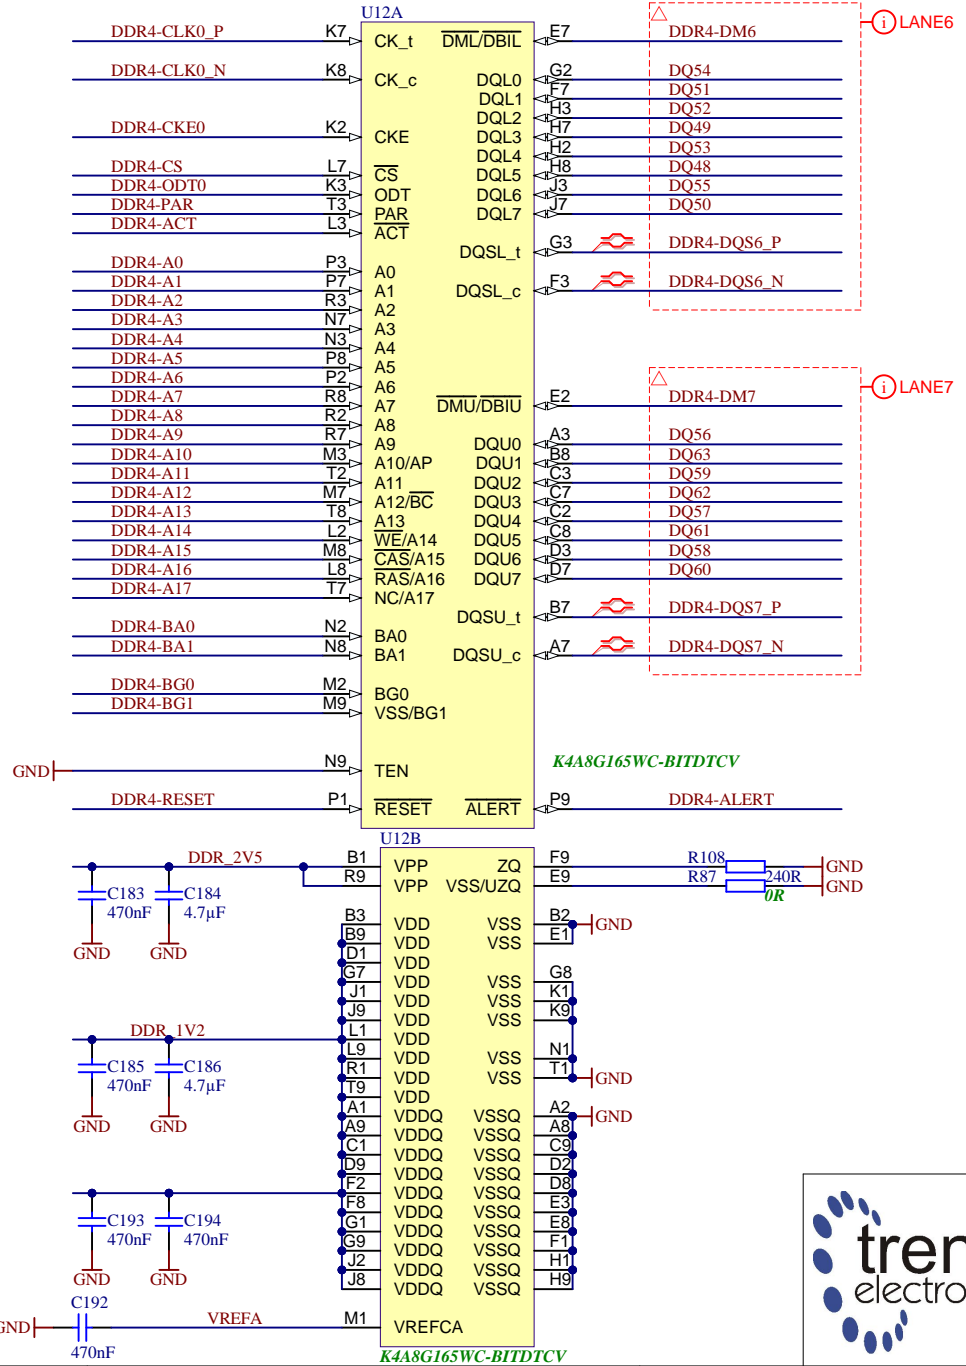 U12A
DDR4-CLK0_P K7 CK_t DML/DBIL E7 DDR4-DM6 LANE6
DDR4-CLK0_N K8 CK_c DQL0 G2 DQ54
DQL1 F7 DQ51
DQL2 H3 DQ52
DDR4-CKE0 K2 CKE DQL3 H7 DQ49
DQL4 H2 DQ53
DDR4-CS L7 CS DQL5 H8 DQ48
DDR4-ODT0 K3 ODT DQL6 J3 DQ55
DDR4-PAR T3 PAR DQL7 J7 DQ50
DDR4-ACT L3 ACT
DQSL_t G3 DDR4-DQS6_P
DDR4-A0 P3 A0
DDR4-A1 P7 A1 DQSL_c F3 DDR4-DQS6_N
DDR4-A2 R3 A2
DDR4-A3 N7 A3
DDR4-A4 N3 A4
DDR4-A5 P8 A5
DDR4-A6 P2 A6 LANE7
DDR4-A7 R8 A7 DMU/DBIU E2 DDR4-DM7
DDR4-A8 R2 A8
DDR4-A9 R7 A9 DQU0 A3 DQ56
DDR4-A10 M3 A10/AP DQU1 B8 DQ63
DDR4-A11 T2 A11 DQU2 C3 DQ59
DDR4-A12 M7 A12/BC DQU3 C7 DQ62
DDR4-A13 T8 A13 DQU4 C2 DQ57
DDR4-A14 L2 WE/A14 DQU5 C8 DQ61
DDR4-A15 M8 CAS/A15 DQU6 D3 DQ58
DDR4-A16 L8 RAS/A16 DQU7 D7 DQ60
DDR4-A17 T7 NC/A17
DQSU_t B7 DDR4-DQS7_P
DDR4-BA0 N2 BA0
DDR4-BA1 N8 BA1 DQSU_c A7 DDR4-DQS7_N
DDR4-BG0 M2 BG0
DDR4-BG1 M9 VSS/BG1
GND N9 TEN K4A8G165WC-BITDTCV
DDR4-RESET P1 RESET ALERT P9 DDR4-ALERT
U12B
DDR_2V5 B1 VPP ZQ F9 R108 240R GND
R9 VPP VSS/UZQ E9 R87 0R GND
C183 470nF GND
C184 4.7µF GND
B3 VDD VSS B2 GND
B9 VDD VSS E1
D1 VDD
G7 VDD VSS G8
J1 VDD VSS K1
J9 VDD VSS K9
DDR_1V2 L1 VDD
L9 VDD VSS N1
R1 VDD VSS T1 GND
T9 VDD
C185 470nF GND
C186 4.7µF GND
A1 VDDQ VSSQ A2 GND
A9 VDDQ VSSQ A8
C1 VDDQ VSSQ C9
D9 VDDQ VSSQ D2
F2 VDDQ VSSQ D8
F8 VDDQ VSSQ E3
G1 VDDQ VSSQ E8
G9 VDDQ VSSQ F1
J2 VDDQ VSSQ H1
J8 VDDQ VSSQ H9
C193 470nF GND
C194 470nF GND
GND C192 470nF VREFA M1 VREFCA
K4A8G165WC-BITDTCV
tren
electro